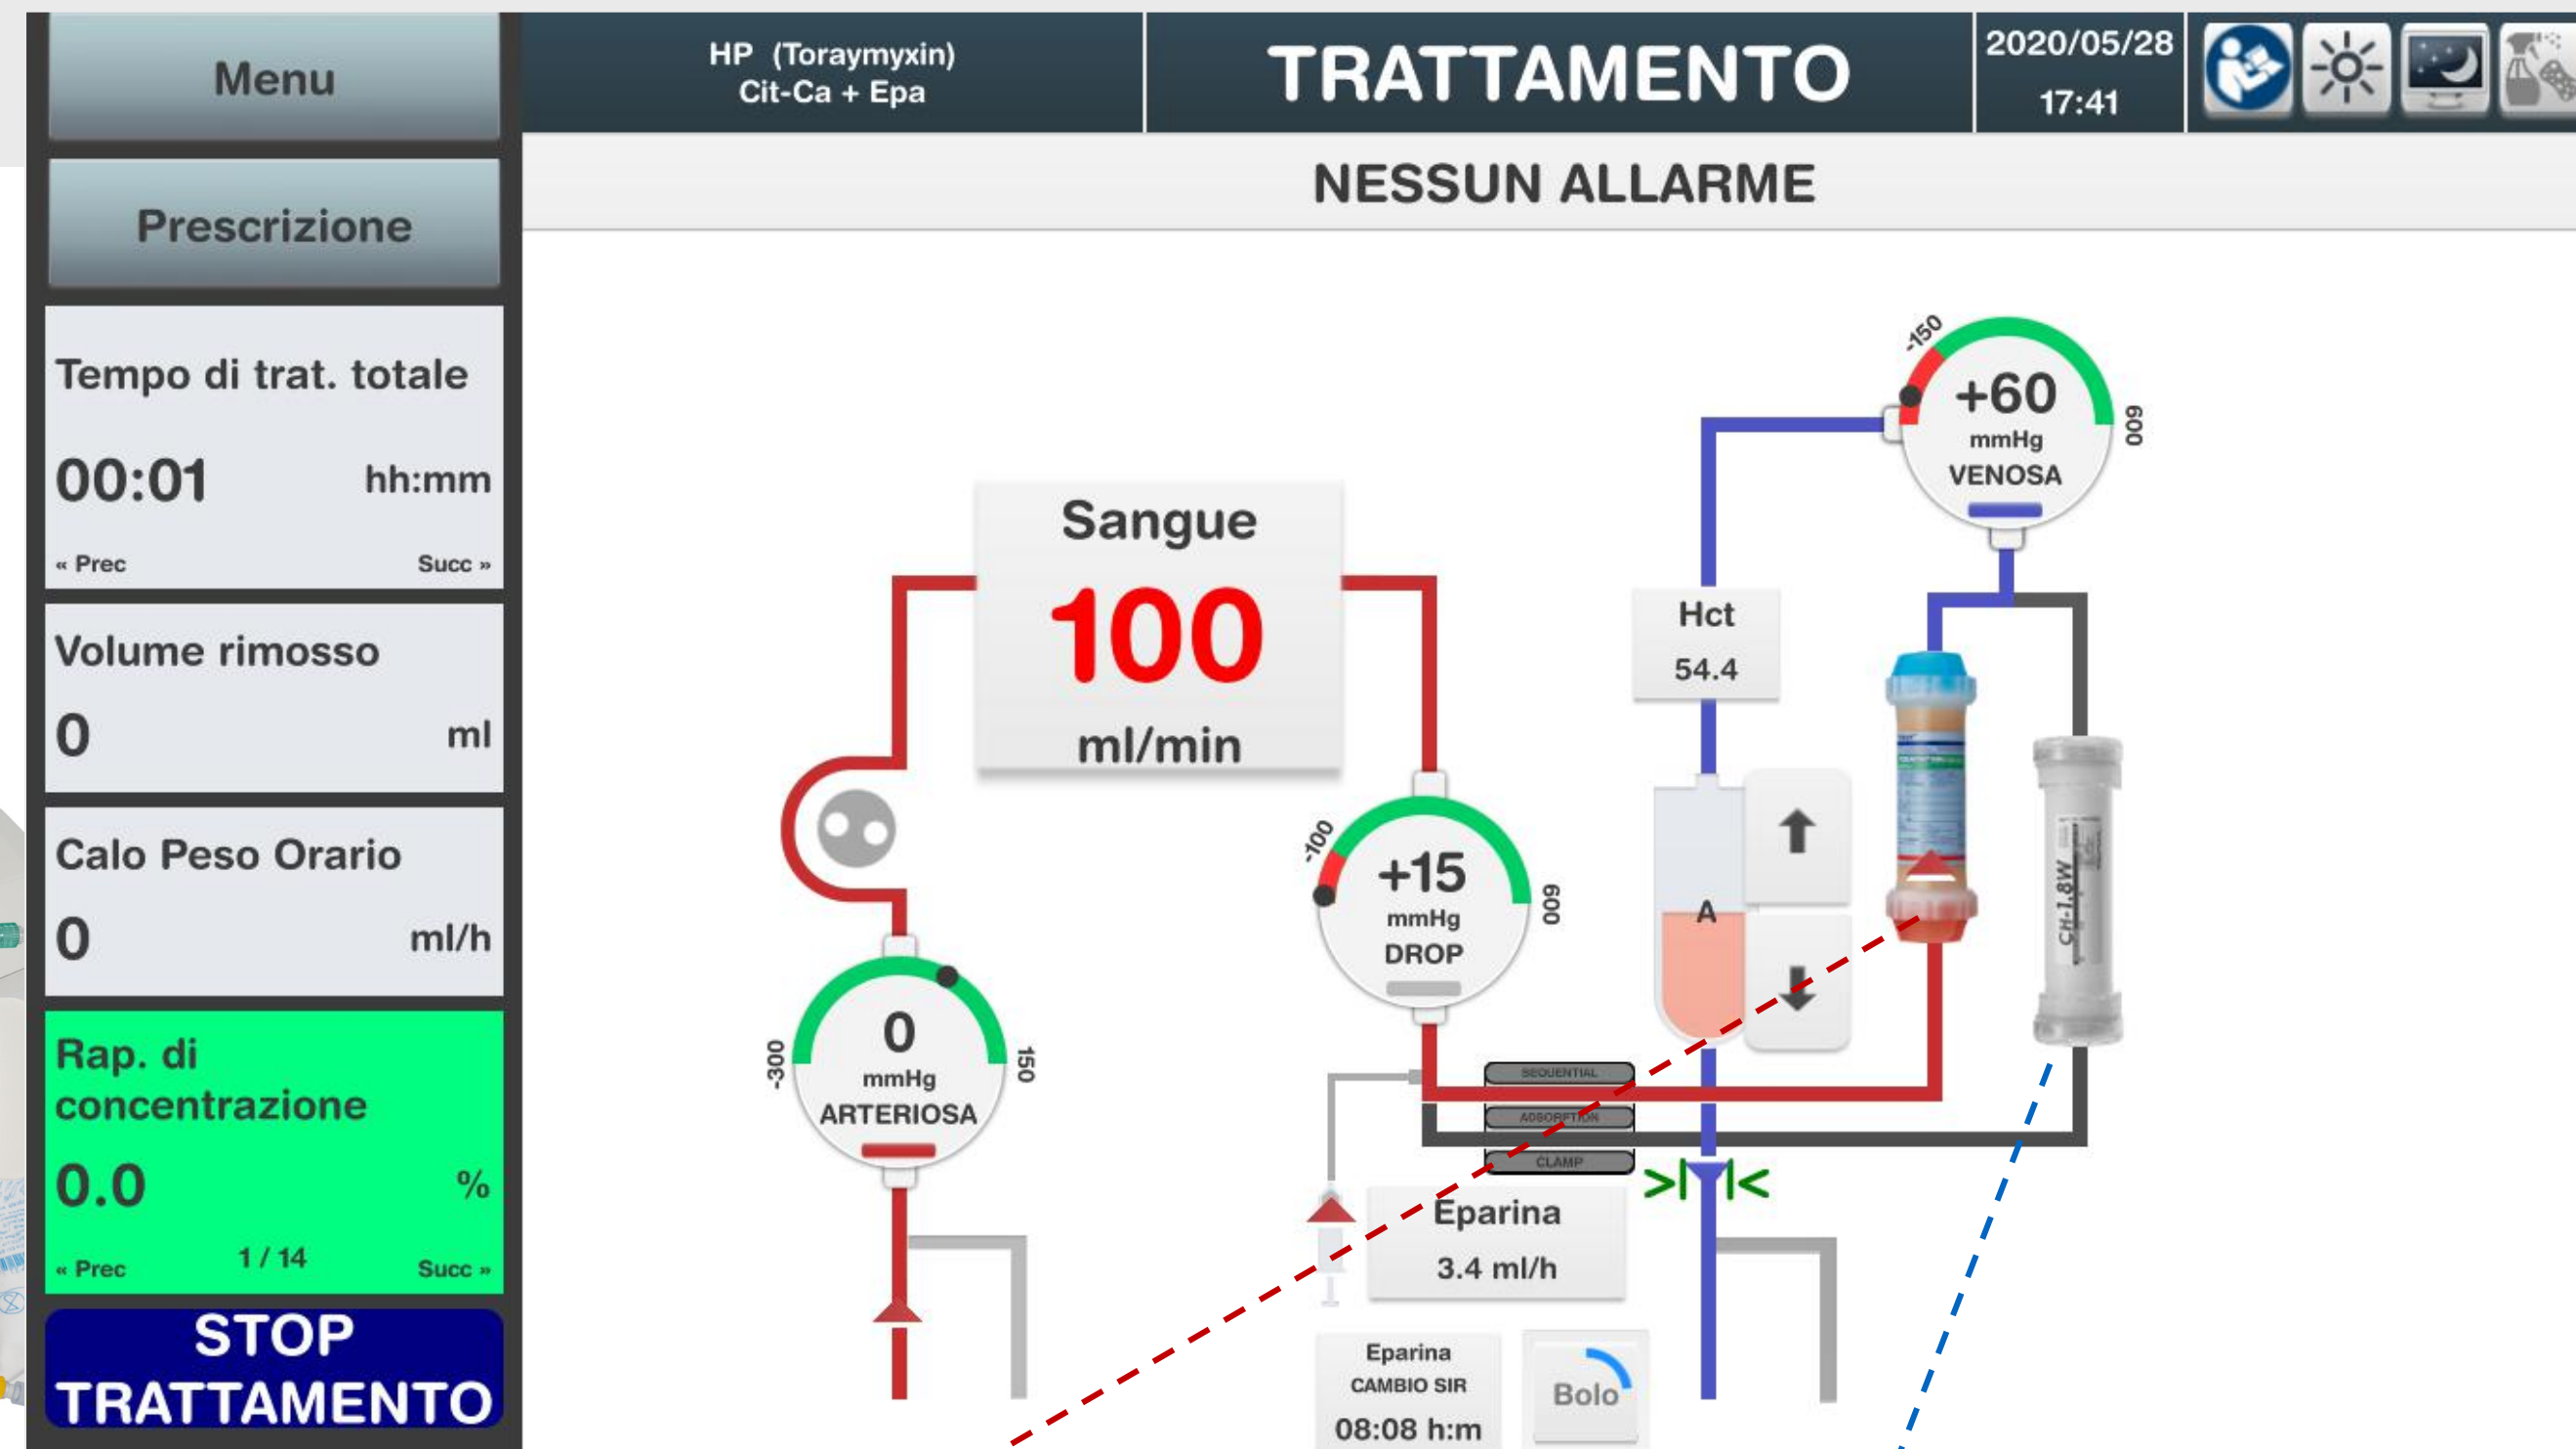 Menu
HP (Toraymyxin)
Cit-Ca + Epa
TRATTAMENTO
2020/05/28
17:41
NESSUN ALLARME
Prescrizione
Tempo di trat. totale
00:01 hh:mm
« Prec Succ »
Volume rimosso
0 ml
Calo Peso Orario
0 ml/h
Rap. di
concentrazione
0.0 %
« Prec 1 / 14 Succ »
STOP
TRATTAMENTO
Sangue
100
ml/min
-300
0
mmHg
ARTERIOSA
150
-100
+15
mmHg
DROP
600
-150
+60
mmHg
VENOSA
600
Hct
54.4
A
CH-1.8W
SEQUENTIAL
ADSORPTION
CLAMP
>|
|<
Eparina
3.4 ml/h
Eparina
CAMBIO SIR
08:08 h:m
Bolo